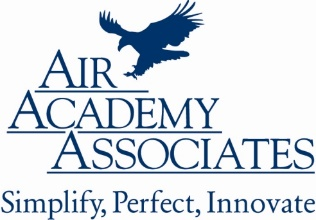 AIR
ACADEMY
ASSOCIATES
Simplify, Perfect, Innovate